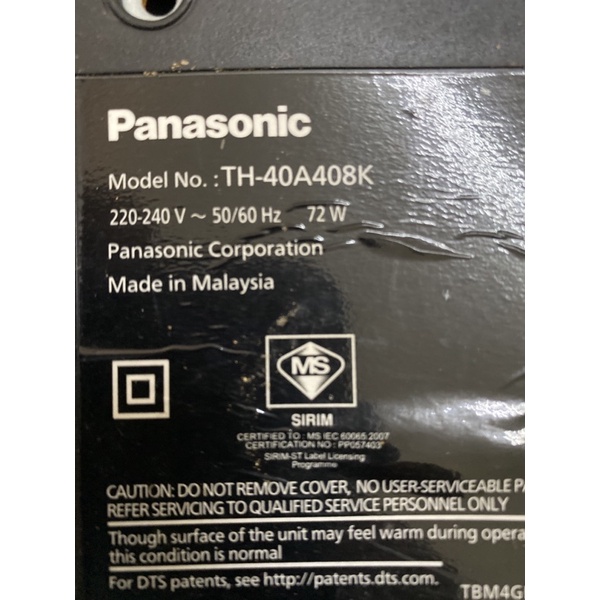 Panasonic
Model No. : TH-40A408K
220-240 V ~ 50/60 Hz 72 W
Panasonic Corporation
Made in Malaysia
MS
SIRIM
CERTIFIED TO : MS IEC 60065:2007
CERTIFICATION NO : PP057403
SIRIM-ST Label Licensing
Programme
CAUTION: DO NOT REMOVE COVER, NO USER-SERVICEABLE
REFER SERVICING TO QUALIFIED SERVICE PERSONNEL ONLY
Though surface of the unit may feel warm during
this condition is normal
For DTS patents, see http://patents.dts.com.